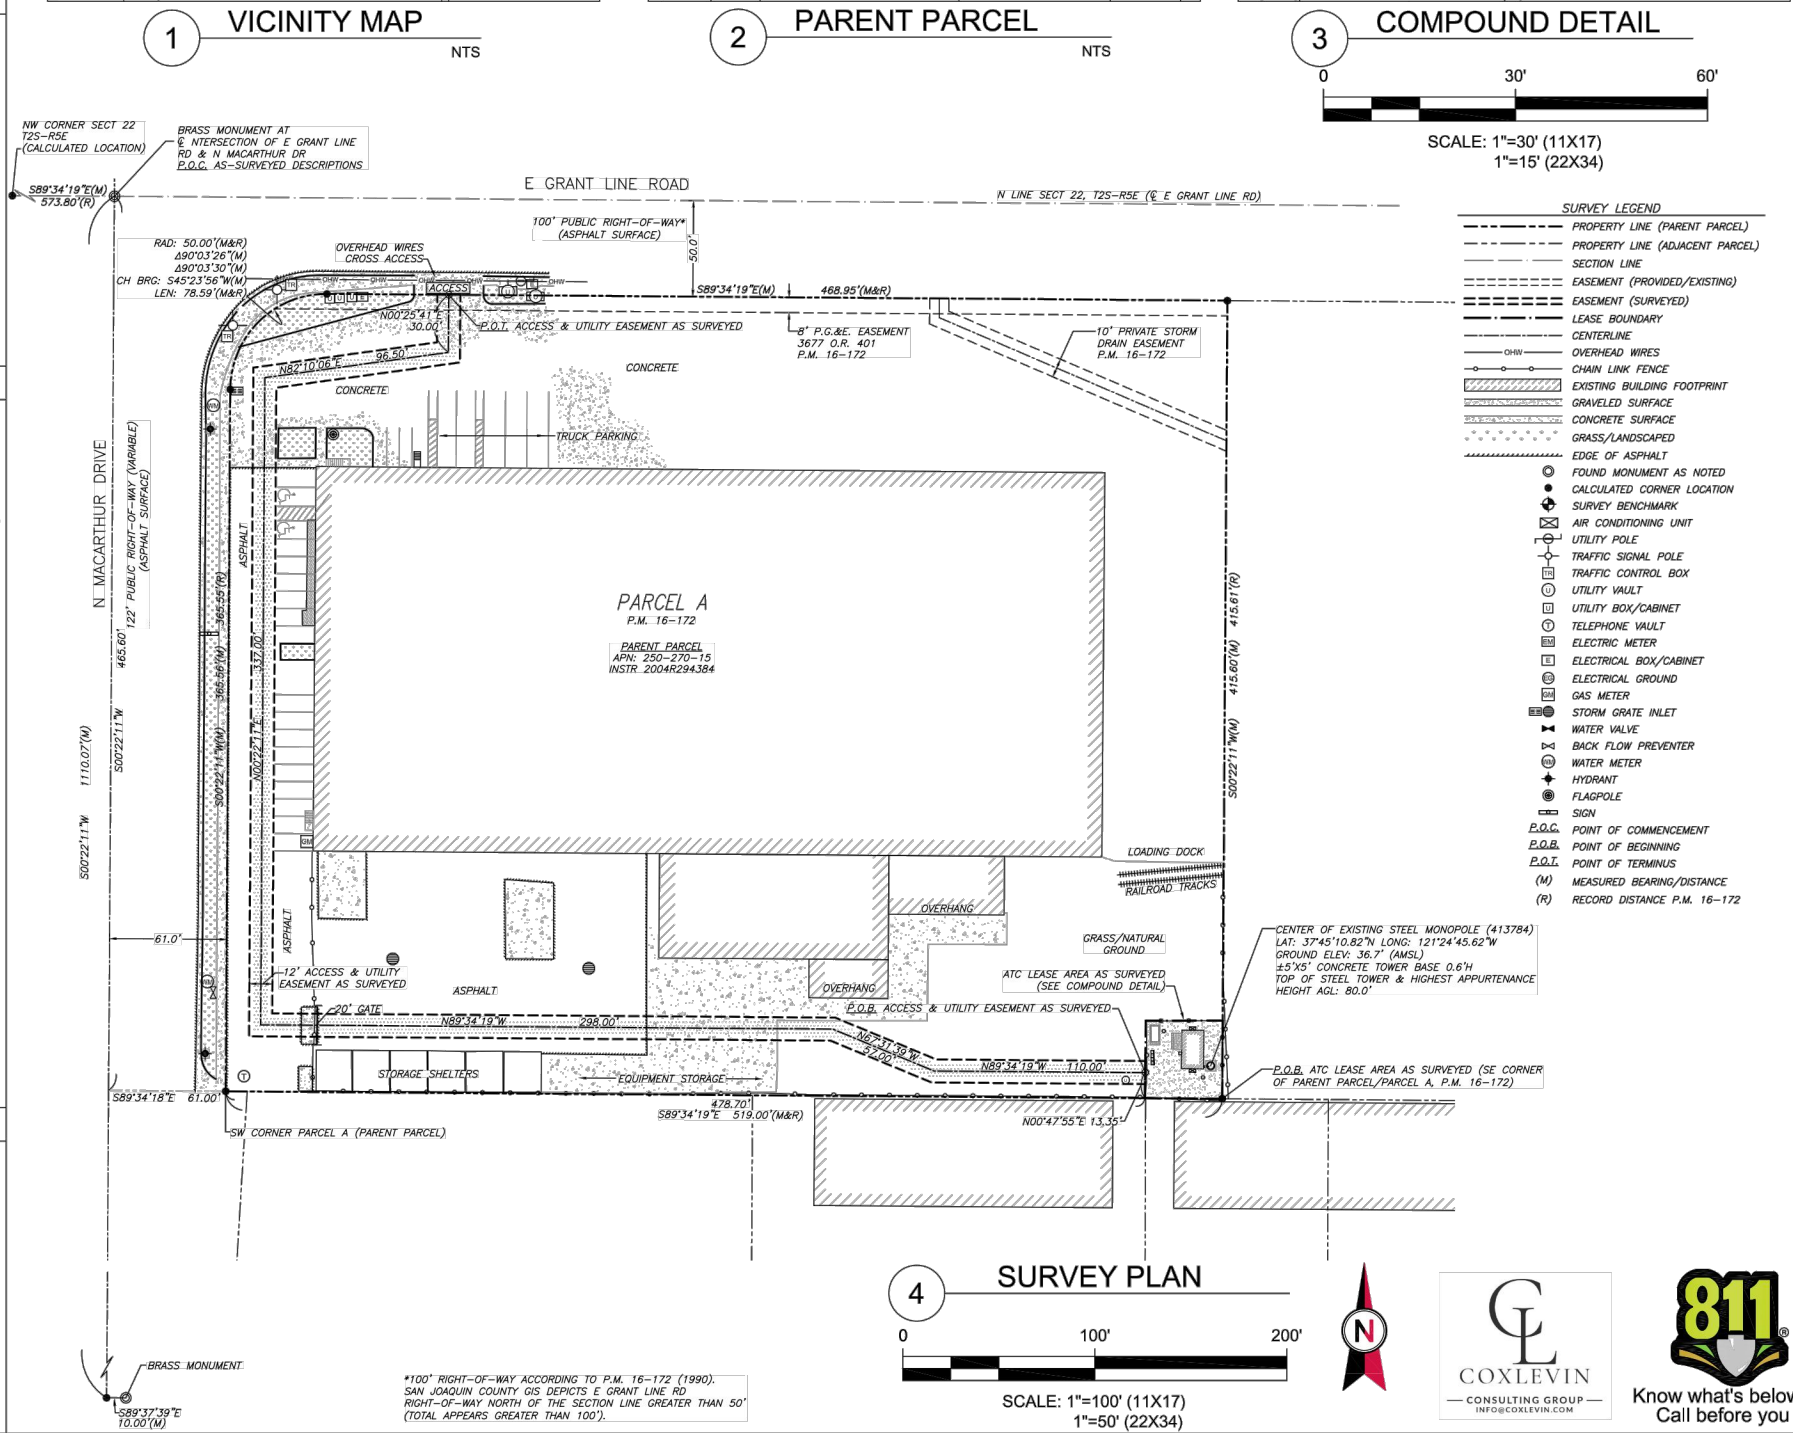 1
VICINITY MAP
NTS
2
PARENT PARCEL
NTS
3
COMPOUND DETAIL
0 30' 60'
SCALE: 1"=30' (11X17)
1"=15' (22X34)
NW CORNER SECT 22
T2S-R5E
(CALCULATED LOCATION)
BRASS MONUMENT AT
℄ NTERSECTION OF E GRANT LINE
RD & N MACARTHUR DR
P.O.C. AS-SURVEYED DESCRIPTIONS
S89°34'19"E(M)
573.80'(R)
E GRANT LINE ROAD
N LINE SECT 22, T2S-R5E (℄ E GRANT LINE RD)
100' PUBLIC RIGHT-OF-WAY*
(ASPHALT SURFACE)
50.0'
RAD: 50.00'(M&R)
Δ90°03'26"(M)
Δ90°03'30"(M)
CH BRG: S45°23'56"W(M)
LEN: 78.59'(M&R)
OVERHEAD WIRES
CROSS ACCESS
OHW
OHW
OHW
OHW
OHW
TR
TR
U
U
U
E
U
ACCESS
S89°34'19"E(M) 468.95'(M&R)
N00°25'41"E
30.00'
P.O.T. ACCESS & UTILITY EASEMENT AS SURVEYED
8' P.G.&E. EASEMENT
3677 O.R. 401
P.M. 16-172
10' PRIVATE STORM
DRAIN EASEMENT
P.M. 16-172
N82°10'06"E 96.50'
CONCRETE
CONCRETE
TRUCK PARKING
WM
N MACARTHUR DRIVE
122' PUBLIC RIGHT-OF-WAY (VARIABLE)
(ASPHALT SURFACE)
465.60'
S00°22'11"W
S00°22'11"W 1110.07'(M)
ASPHALT
365.55'(R)
S00°22'11"W(M) 365.56'(M)
N00°22'11"E 337.00'
PARCEL A
P.M. 16-172
PARENT PARCEL
APN: 250-270-15
INSTR 2004R294384
S00°22'11"W(M) 415.60'(M) 415.61'(R)
GM
LOADING DOCK
RAILROAD TRACKS
61.0'
ASPHALT
WM
12' ACCESS & UTILITY
EASEMENT AS SURVEYED
20' GATE
ASPHALT
OVERHANG
OVERHANG
GRASS/NATURAL
GROUND
ATC LEASE AREA AS SURVEYED
(SEE COMPOUND DETAIL)
P.O.B. ACCESS & UTILITY EASEMENT AS SURVEYED
N89°34'19"W 298.00'
N67°31'39"W
57.00'
N89°34'19"W 110.00'
CENTER OF EXISTING STEEL MONOPOLE (413784)
LAT: 37°45'10.82"N LONG: 121°24'45.62"W
GROUND ELEV: 36.7' (AMSL)
±5'X5' CONCRETE TOWER BASE 0.6'H
TOP OF STEEL TOWER & HIGHEST APPURTENANCE
HEIGHT AGL: 80.0'
P.O.B. ATC LEASE AREA AS SURVEYED (SE CORNER
OF PARENT PARCEL/PARCEL A, P.M. 16-172)
T
U
STORAGE SHELTERS
EQUIPMENT STORAGE
S89°34'18"E 61.00'
478.70'
S89°34'19"E 519.00'(M&R)
N00°47'55"E 13.35'
SW CORNER PARCEL A (PARENT PARCEL)
BRASS MONUMENT
S89°37'39"E
10.00'(M)
*100' RIGHT-OF-WAY ACCORDING TO P.M. 16-172 (1990).
SAN JOAQUIN COUNTY GIS DEPICTS E GRANT LINE RD
RIGHT-OF-WAY NORTH OF THE SECTION LINE GREATER THAN 50'
(TOTAL APPEARS GREATER THAN 100').
SURVEY LEGEND
PROPERTY LINE (PARENT PARCEL)
PROPERTY LINE (ADJACENT PARCEL)
SECTION LINE
EASEMENT (PROVIDED/EXISTING)
EASEMENT (SURVEYED)
LEASE BOUNDARY
CENTERLINE
OHW OVERHEAD WIRES
CHAIN LINK FENCE
EXISTING BUILDING FOOTPRINT
GRAVELED SURFACE
CONCRETE SURFACE
GRASS/LANDSCAPED
EDGE OF ASPHALT
FOUND MONUMENT AS NOTED
CALCULATED CORNER LOCATION
SURVEY BENCHMARK
AIR CONDITIONING UNIT
UTILITY POLE
TRAFFIC SIGNAL POLE
TR TRAFFIC CONTROL BOX
U UTILITY VAULT
U UTILITY BOX/CABINET
T TELEPHONE VAULT
EM ELECTRIC METER
E ELECTRICAL BOX/CABINET
EG ELECTRICAL GROUND
GM GAS METER
STORM GRATE INLET
WATER VALVE
BACK FLOW PREVENTER
WM WATER METER
HYDRANT
FLAGPOLE
SIGN
P.O.C. POINT OF COMMENCEMENT
P.O.B. POINT OF BEGINNING
P.O.T. POINT OF TERMINUS
(M) MEASURED BEARING/DISTANCE
(R) RECORD DISTANCE P.M. 16-172
4
SURVEY PLAN
0 100' 200'
SCALE: 1"=100' (11X17)
1"=50' (22X34)
N
CL
COXLEVIN
CONSULTING GROUP
INFO@COXLEVIN.COM
811
®
Know what's below
Call before you